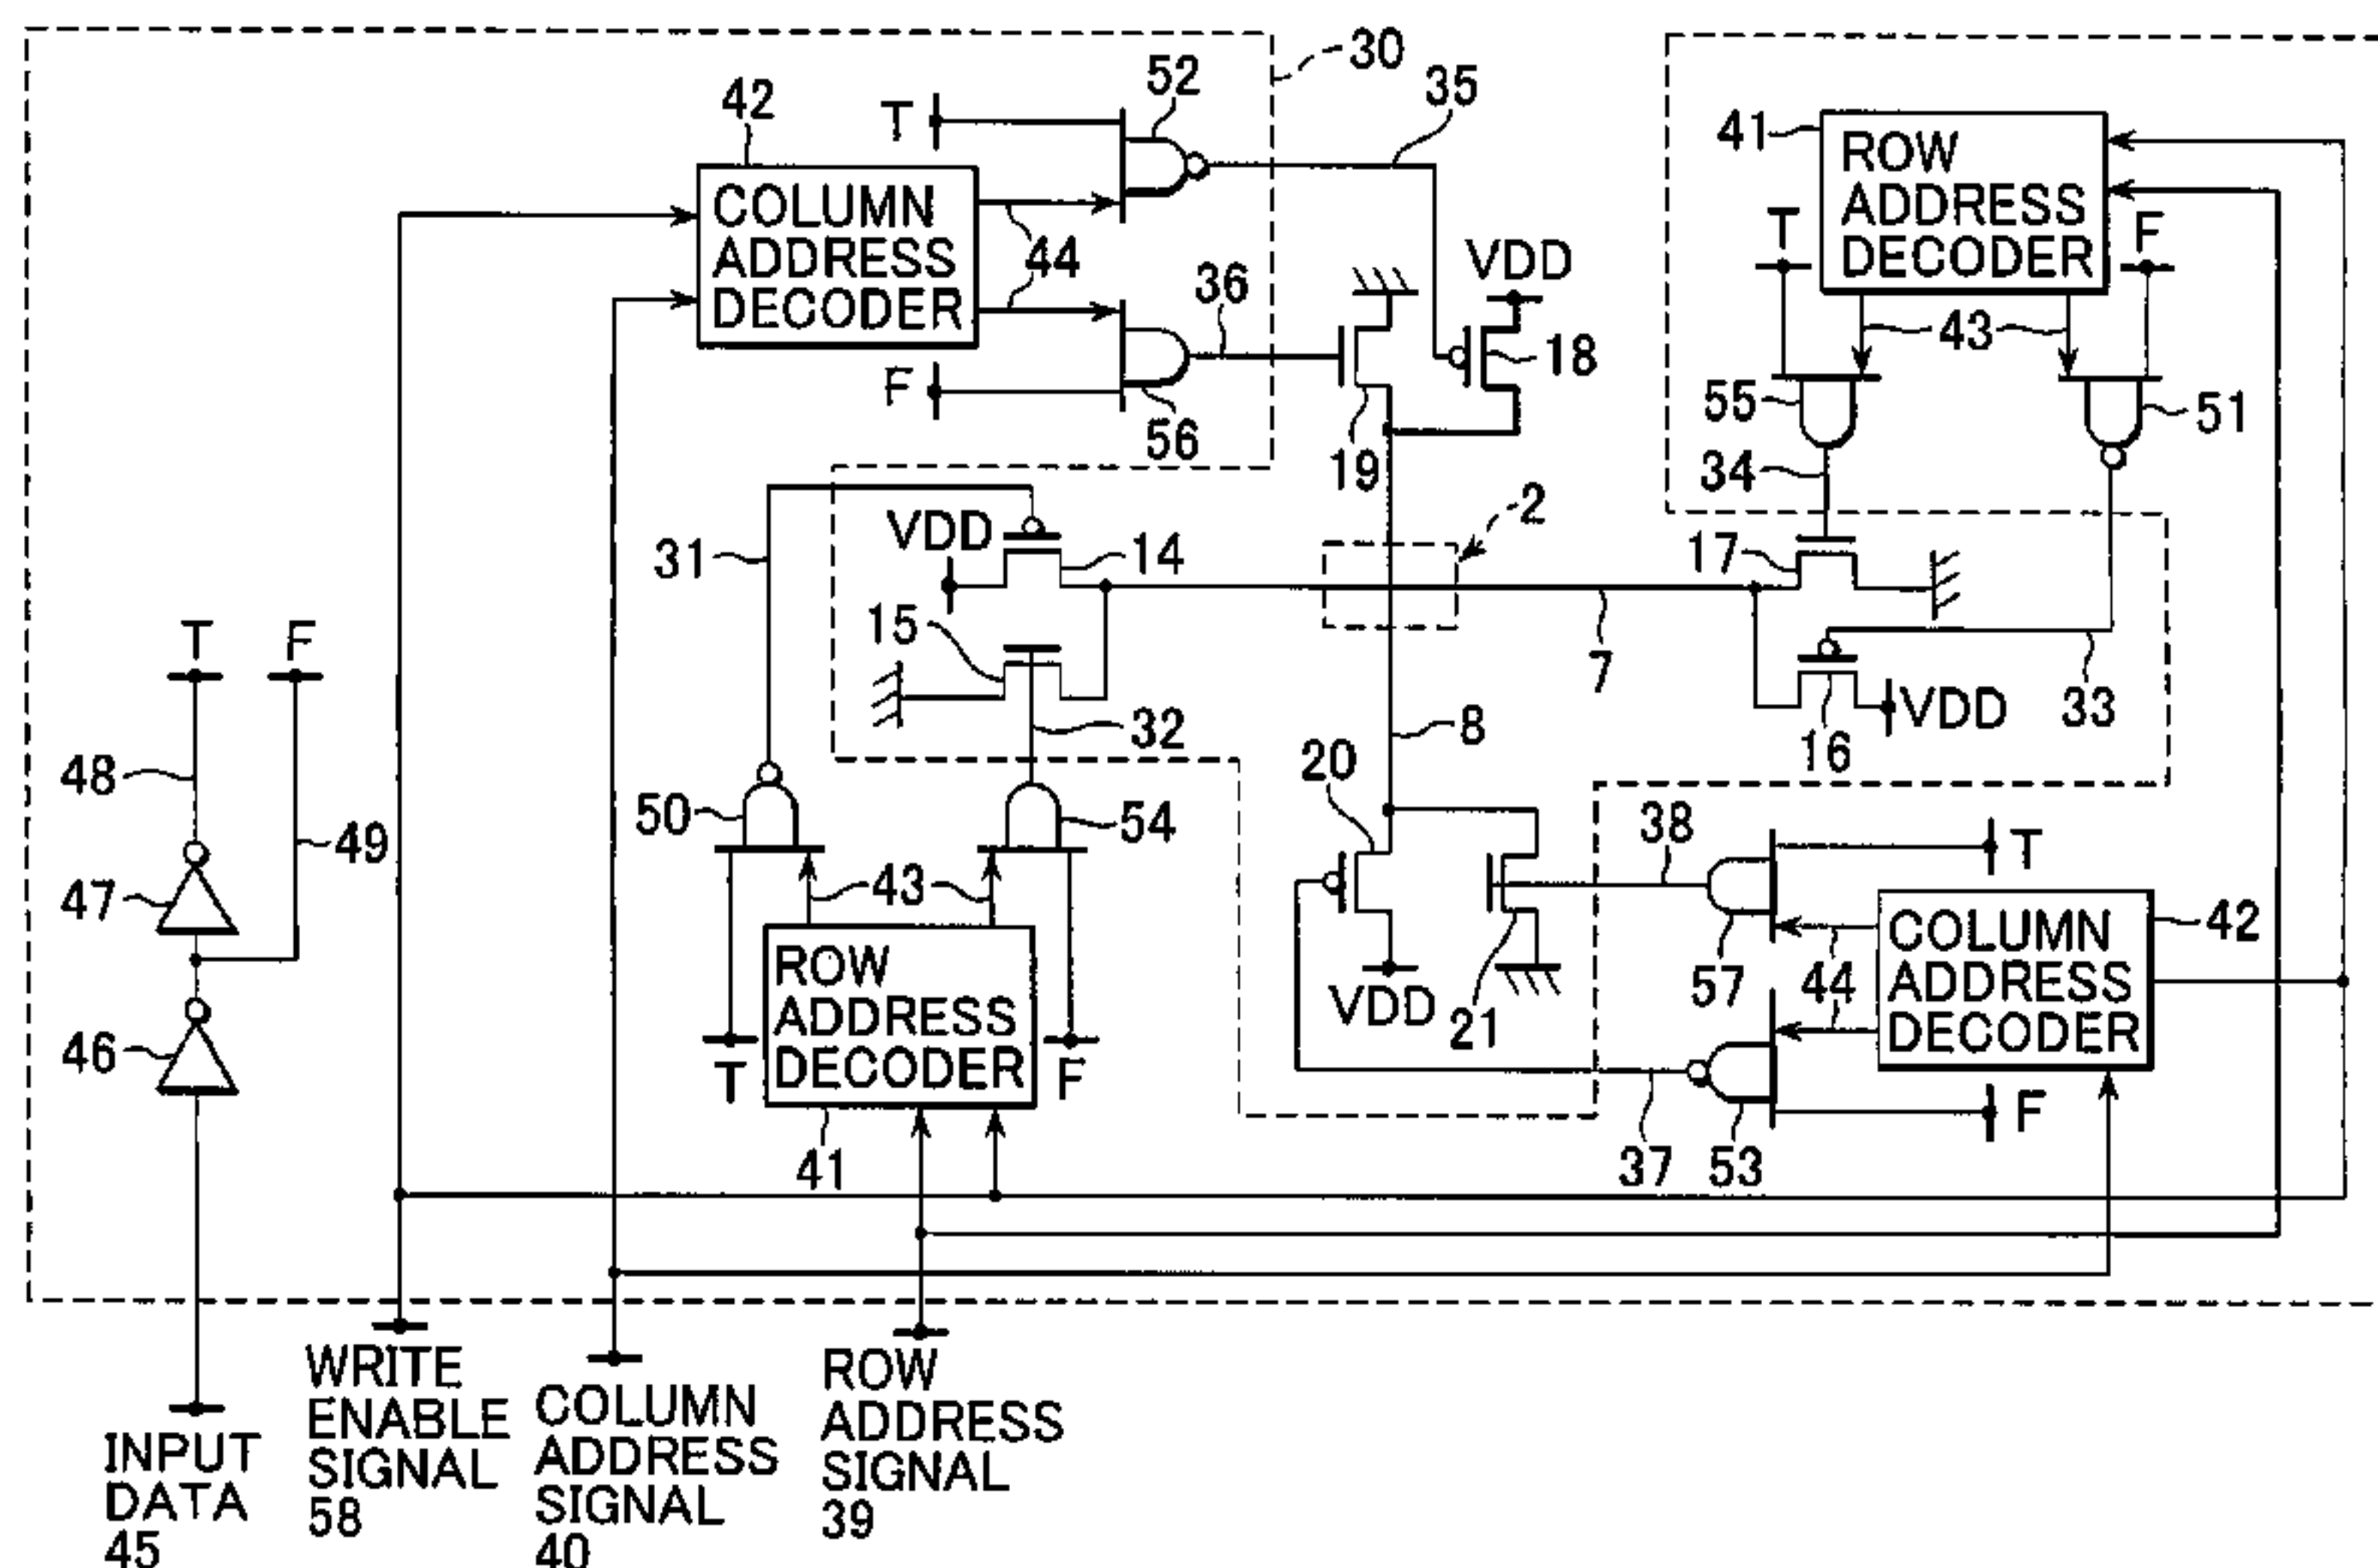 30
52
35
42
T
41
ROW
ADDRESS
DECODER
COLUMN
ADDRESS
DECODER
44
T
F
VDD
36
43
18
F
55
51
56
19
34
2
VDD
14
31
17
15
T
F
7
33
VDD
32
8
16
20
48
50
54
38
T
49
47
43
COLUMN
ADDRESS
DECODER
42
ROW
ADDRESS
DECODER
57
44
VDD
21
46
T
F
F
41
37
53
WRITE
ENABLE
SIGNAL
58
ROW
ADDRESS
SIGNAL
39
COLUMN
ADDRESS
SIGNAL
40
INPUT
DATA
45